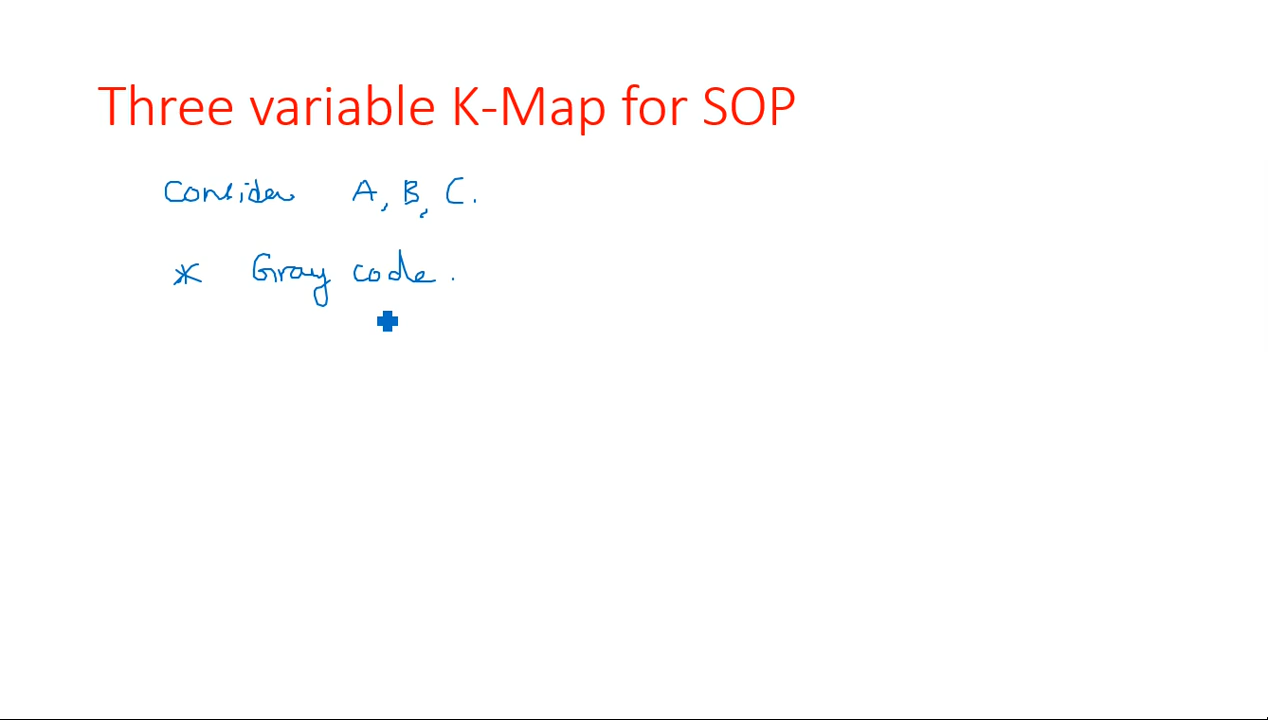 Three variable K-Map for SOP
Consider A, B, C.
* Gray code.